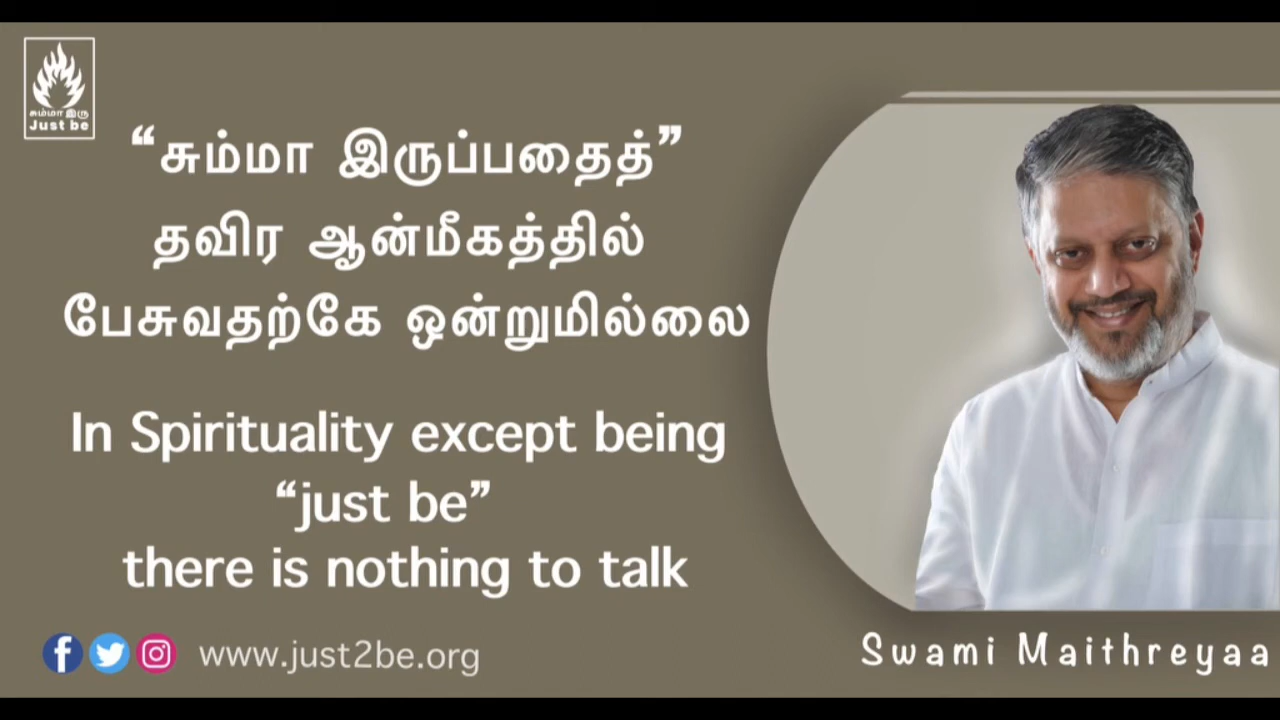 சும்மா இரு
Just be
“சும்மா இருப்பதைத்”
தவிர ஆன்மீகத்தில்
பேசுவதற்கே ஒன்றுமில்லை
In Spirituality except being
“just be”
there is nothing to talk
www.just2be.org
Swami Maithreyaa